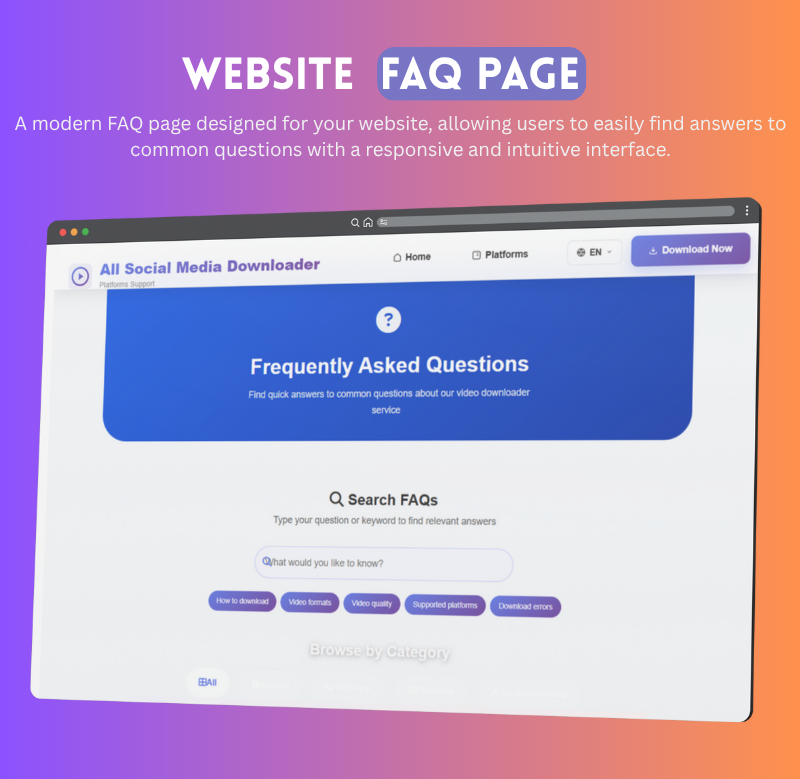 WEBSITE FAQ PAGE
A modern FAQ page designed for your website, allowing users to easily find answers to
common questions with a responsive and intuitive interface.
All Social Media Downloader
Platforms Support
Home
Platforms
EN
Download Now
?
Frequently Asked Questions
Find quick answers to common questions about our video downloader
service
Search FAQs
Type your question or keyword to find relevant answers
What would you like to know?
How to download
Video formats
Video quality
Supported platforms
Download errors
Browse by Category
All